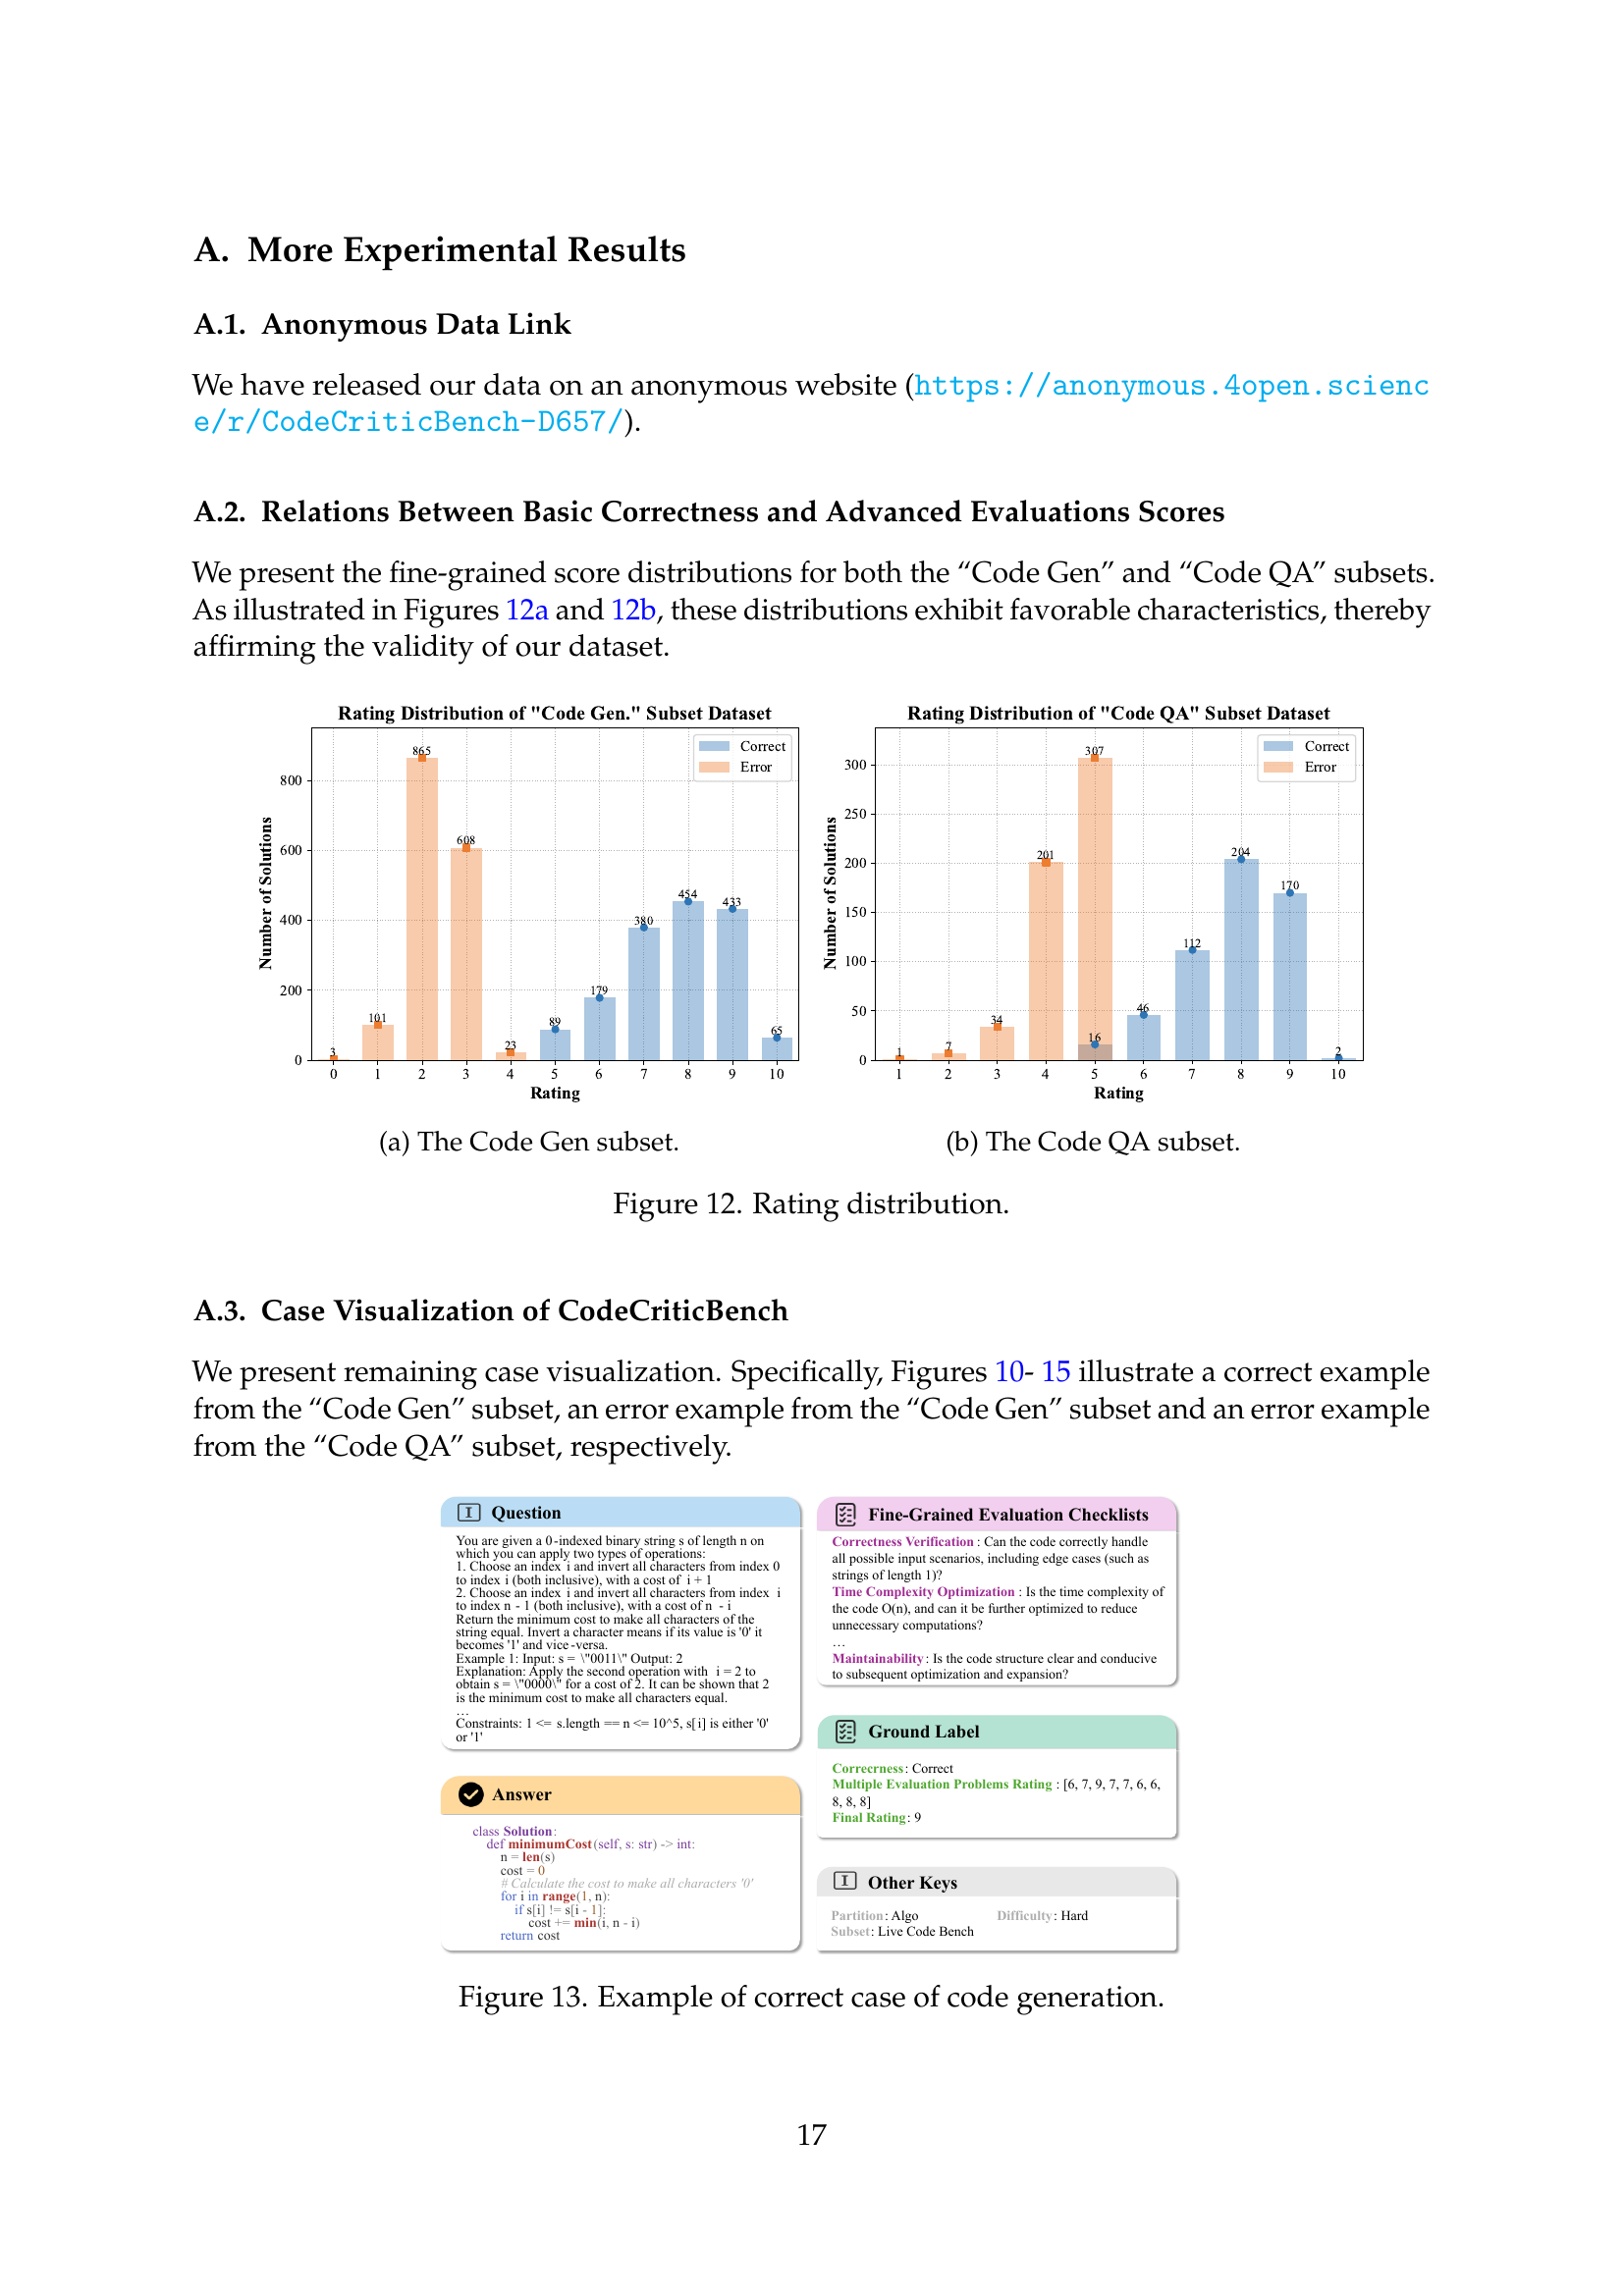 A. More Experimental Results
A.1. Anonymous Data Link
We have released our data on an anonymous website (https://anonymous.4open.scienc
e/r/CodeCriticBench-D657/).
A.2. Relations Between Basic Correctness and Advanced Evaluations Scores
We present the fine-grained score distributions for both the “Code Gen” and “Code QA” subsets.
As illustrated in Figures 12a and 12b, these distributions exhibit favorable characteristics, thereby
affirming the validity of our dataset.
Rating Distribution of "Code Gen." Subset Dataset
Number of Solutions
800
600
400
200
0
3
101
865
608
23
89
179
380
454
433
65
Correct
Error
0 1 2 3 4 5 6 7 8 9 10
Rating
(a) The Code Gen subset.
Rating Distribution of "Code QA" Subset Dataset
Number of Solutions
300
250
200
150
100
50
0
1
7
34
201
307
16
46
112
204
170
2
Correct
Error
1 2 3 4 5 6 7 8 9 10
Rating
(b) The Code QA subset.
Figure 12. Rating distribution.
A.3. Case Visualization of CodeCriticBench
We present remaining case visualization. Specifically, Figures 10- 15 illustrate a correct example
from the “Code Gen” subset, an error example from the “Code Gen” subset and an error example
from the “Code QA” subset, respectively.
Question
You are given a 0-indexed binary string s of length n on
which you can apply two types of operations:
1. Choose an index i and invert all characters from index 0
to index i (both inclusive), with a cost of i + 1
2. Choose an index i and invert all characters from index i
to index n - 1 (both inclusive), with a cost of n - i
Return the minimum cost to make all characters of the
string equal. Invert a character means if its value is '0' it
becomes '1' and vice-versa.
Example 1: Input: s = \"0011\" Output: 2
Explanation: Apply the second operation with i = 2 to
obtain s = \"0000\" for a cost of 2. It can be shown that 2
is the minimum cost to make all characters equal.
…
Constraints: 1 <= s.length == n <= 10^5, s[i] is either '0'
or '1'
Answer
class Solution:
def minimumCost(self, s: str) -> int:
n = len(s)
cost = 0
# Calculate the cost to make all characters '0'
for i in range(1, n):
if s[i] != s[i - 1]:
cost += min(i, n - i)
return cost
Fine-Grained Evaluation Checklists
Correctness Verification : Can the code correctly handle
all possible input scenarios, including edge cases (such as
strings of length 1)?
Time Complexity Optimization : Is the time complexity of
the code O(n), and can it be further optimized to reduce
unnecessary computations?
…
Maintainability: Is the code structure clear and conducive
to subsequent optimization and expansion?
Ground Label
Correcrness: Correct
Multiple Evaluation Problems Rating : [6, 7, 9, 7, 7, 6, 6,
8, 8, 8]
Final Rating: 9
Other Keys
Partition: Algo Difficulty: Hard
Subset: Live Code Bench
Figure 13. Example of correct case of code generation.
17